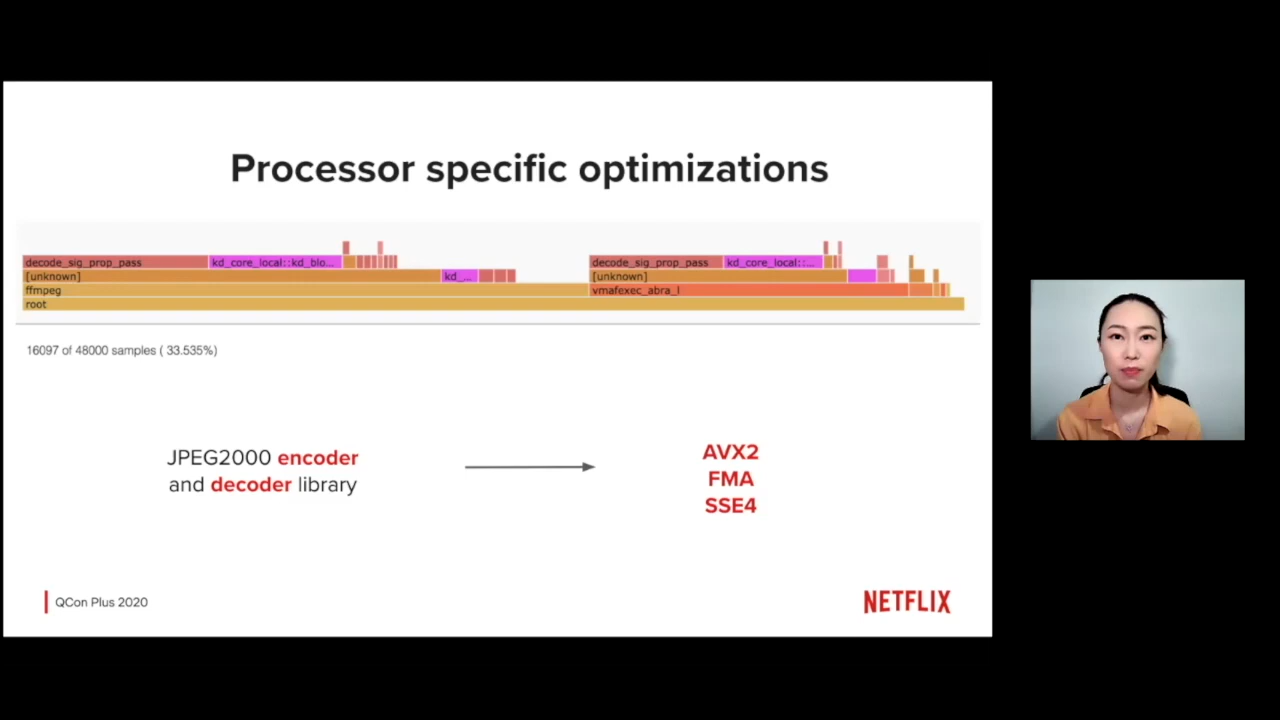 Processor specific optimizations
decode_sig_prop_pass kd_core_local::kd_blo... decode_sig_prop_pass kd_core_local::...
[unknown] kd_... [unknown]
ffmpeg vmafexec_abra_l
root
16097 of 48000 samples ( 33.535%)
JPEG2000 encoder
and decoder library
AVX2
FMA
SSE4
QCon Plus 2020
NETFLIX